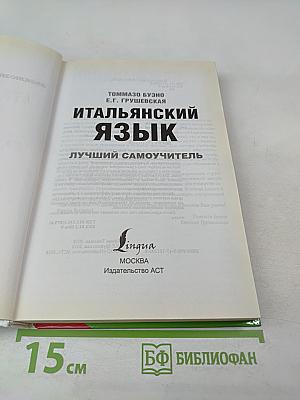 ТОММАЗО БУЭНО
Е.Г. ГРУШЕВСКАЯ
ИТАЛЬЯНСКИЙ
ЯЗЫК
ЛУЧШИЙ САМОУЧИТЕЛЬ
Lingua
МОСКВА
Издательство АСТ
15 см
БФ БИБЛИОФАН